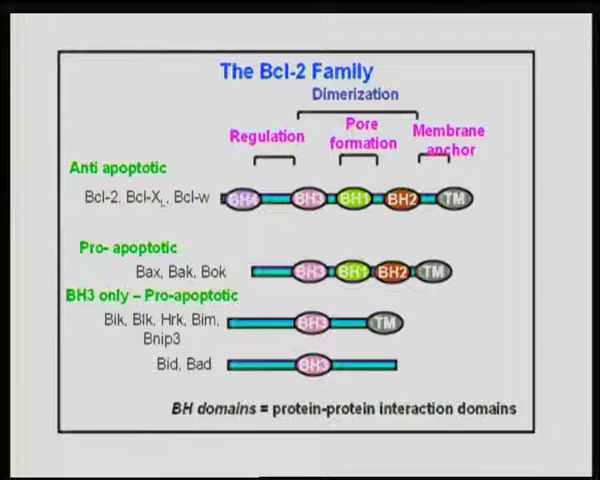 The Bcl-2 Family
Dimerization
Regulation
Pore
formation
Membrane
anchor
Anti apoptotic
Bcl-2, Bcl-XL, Bcl-w
BH4 BH3 BH1 BH2 TM
Pro- apoptotic
Bax, Bak, Bok
BH3 BH1 BH2 TM
BH3 only – Pro-apoptotic
Bik, Blk, Hrk, Bim,
Bnip3
BH3 TM
Bid, Bad
BH3
BH domains = protein-protein interaction domains